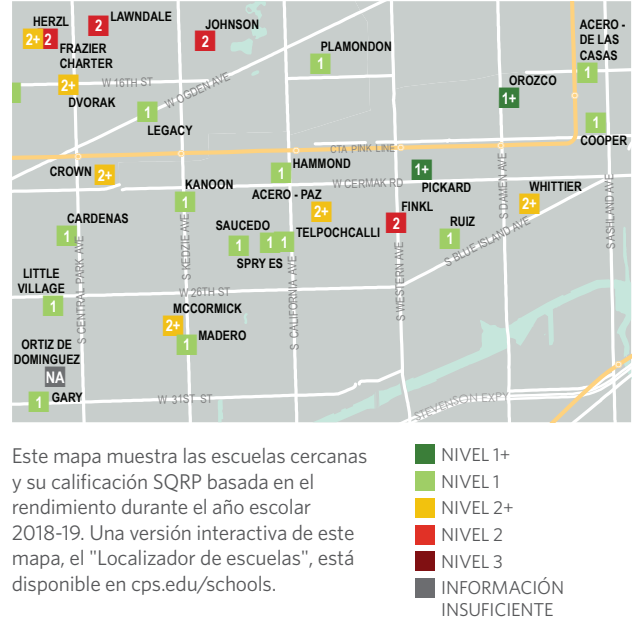 HERZL
2+
2
FRAZIER
CHARTER
2
LAWNDALE
JOHNSON
2
PLAMONDON
1
ACERO -
DE LAS
CASAS
1
W 16TH ST
2+
DVORAK
W OGDEN AVE
1
LEGACY
OROZCO
1+
1
COOPER
CTA PINK LINE
CROWN
2+
HAMMOND
1
W CERMAK RD
1+
PICKARD
S DAMEN AVE
WHITTIER
2+
KANOON
1
ACERO - PAZ
2+
TELPOCHCALLI
FINKL
2
RUIZ
1
S BLUE ISLAND AVE
S ASHLAND AVE
CARDENAS
1
SAUCEDO
1
1
1
SPRY ES
S CENTRAL PARK AVE
S KEDZIE AVE
S CALIFORNIA AVE
S WESTERN AVE
LITTLE
VILLAGE
1
W 26TH ST
MCCORMICK
2+
1
MADERO
ORTIZ DE
DOMINGUEZ
NA
1
GARY
W 31ST ST
STEVENSON EXPY
Este mapa muestra las escuelas cercanas
y su calificación SQRP basada en el
rendimiento durante el año escolar
2018-19. Una versión interactiva de este
mapa, el "Localizador de escuelas", está
disponible en cps.edu/schools.
NIVEL 1+
NIVEL 1
NIVEL 2+
NIVEL 2
NIVEL 3
INFORMACIÓN
INSUFICIENTE